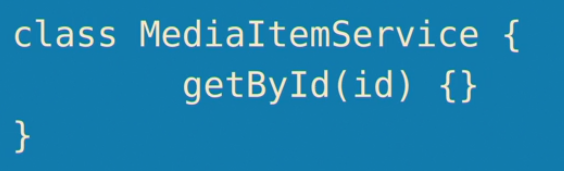 class MediaItemService {
        getById(id) {}
}